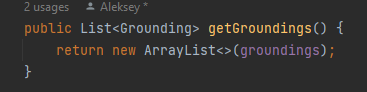 2 usages Aleksey *
public List<Grounding> getGroundings() {
    return new ArrayList<>(groundings);
}